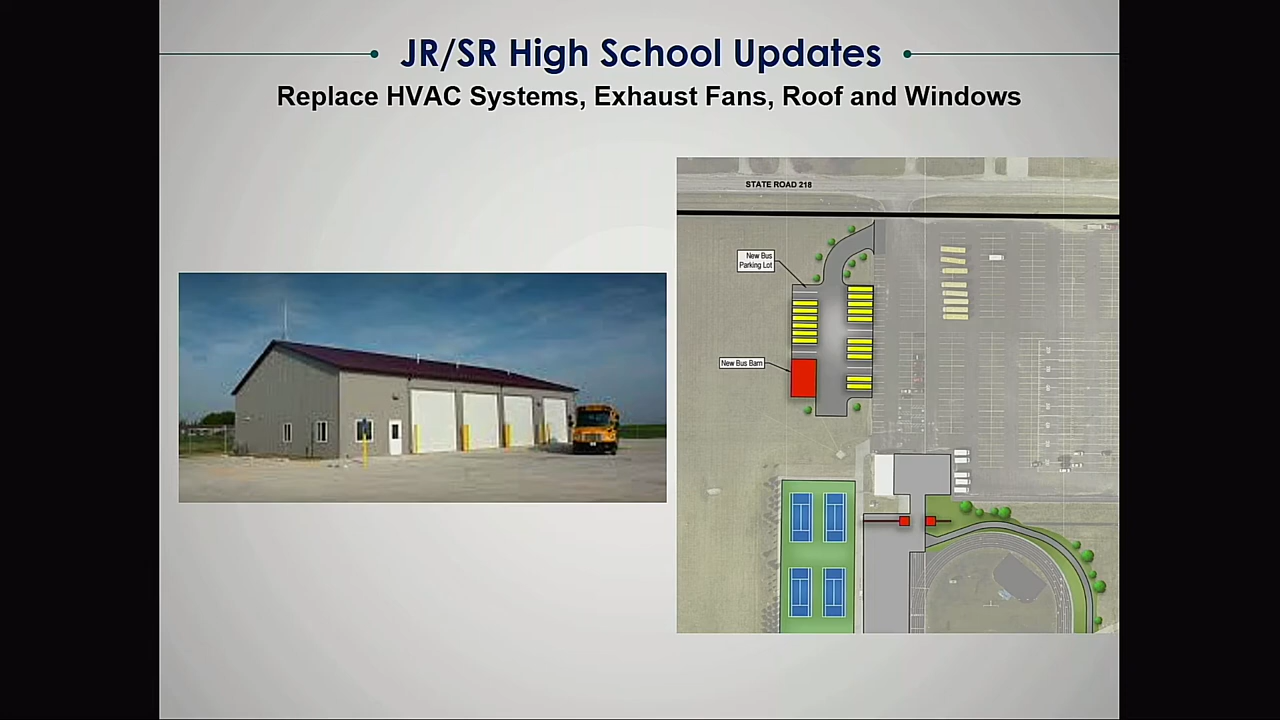 JR/SR High School Updates
Replace HVAC Systems, Exhaust Fans, Roof and Windows
STATE ROAD 218
New Bus
Parking Lot
New Bus Barn